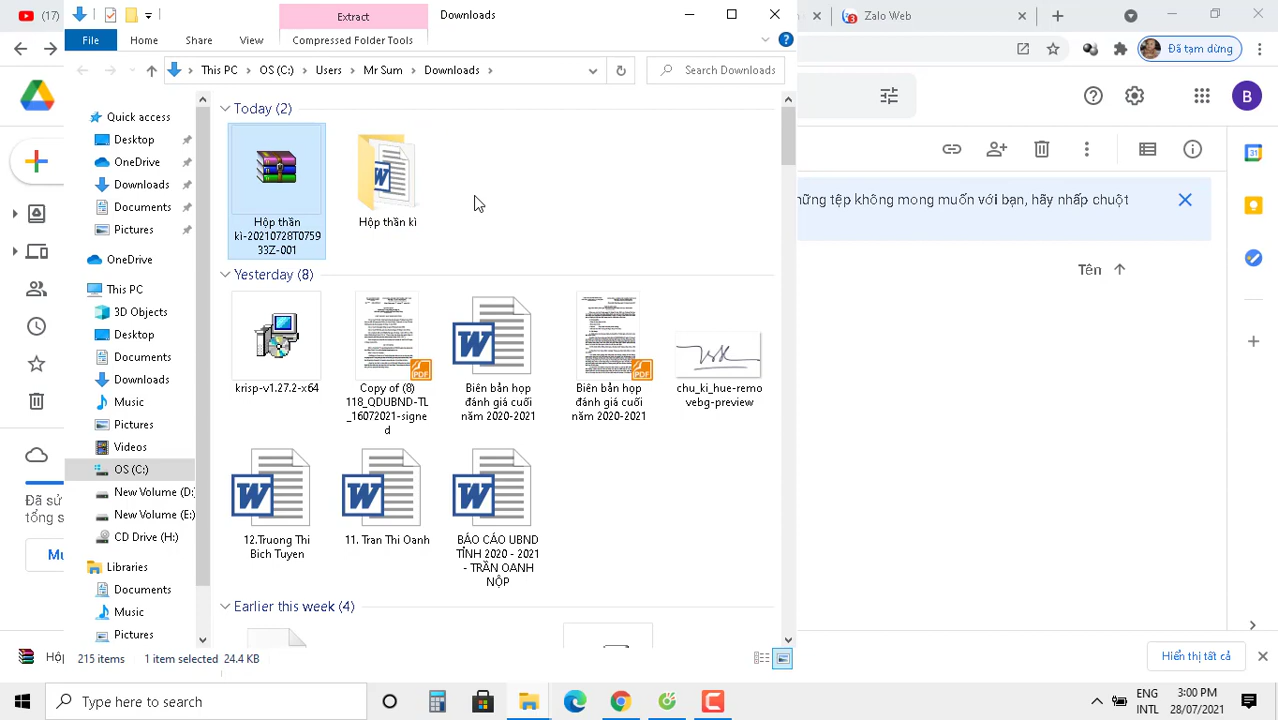 (17)
Extract
Downloads
Zalo Web
3
File
Home
Share
View
Compressed Folder Tools
Đã tạm dừng
This PC
OS (C:)
Users
Mr Sum
Downloads
Search Downloads
B
Quick access
Desktop
OneDrive
Downloads
Documents
Pictures
OneDrive
This PC
3D Objects
Documents
Downloads
Music
Pictures
Videos
OS (C:)
New Volume (D:
New Volume (E:)
CD Drive (H:)
Libraries
Documents
Music
Pictures
Today (2)
Hộp thần
kì-20210728T0759
33Z-001
Hộp thần kì
Yesterday (8)
krisp-v1.27.2-x64
Copy of (8)
118_QDUBND-TL
_16072021-signe
d
Biên bản họp
đánh giá cuối
năm 2020-2021
Biên bản họp
đánh giá cuối
năm 2020-2021
chu_ki_hue-remo
vebg-preview
12.Trương Thi
Bich Tuyen
11. Tran Thi Oanh
BÁO CÁO UBND
TỈNH 2020 - 2021
- TRẦN OANH
NỘP
Earlier this week (4)
hững tệp không mong muốn với bạn, hãy nhấp chuột
Tên
Đã sử
tổng s
Mu
215 items
1 item selected 24.4 KB
Hộp
Hiển thị tất cả
Type here to search
ENG
INTL
3:00 PM
28/07/2021